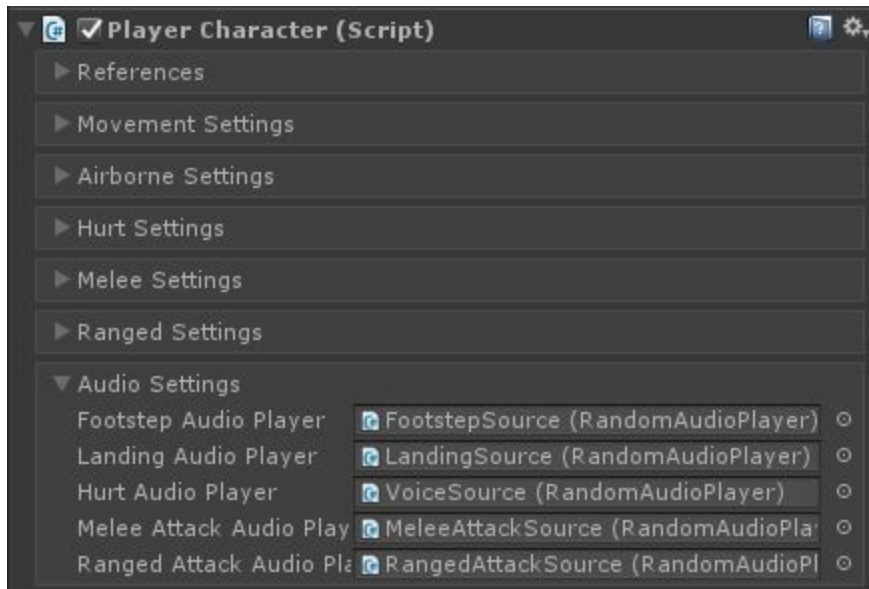 Player Character (Script)
References
Movement Settings
Airborne Settings
Hurt Settings
Melee Settings
Ranged Settings
Audio Settings
Footstep Audio Player FootstepSource (RandomAudioPlayer)
Landing Audio Player LandingSource (RandomAudioPlayer)
Hurt Audio Player VoiceSource (RandomAudioPlayer)
Melee Attack Audio Play MeleeAttackSource (RandomAudioPla
Ranged Attack Audio Pla RangedAttackSource (RandomAudioPl